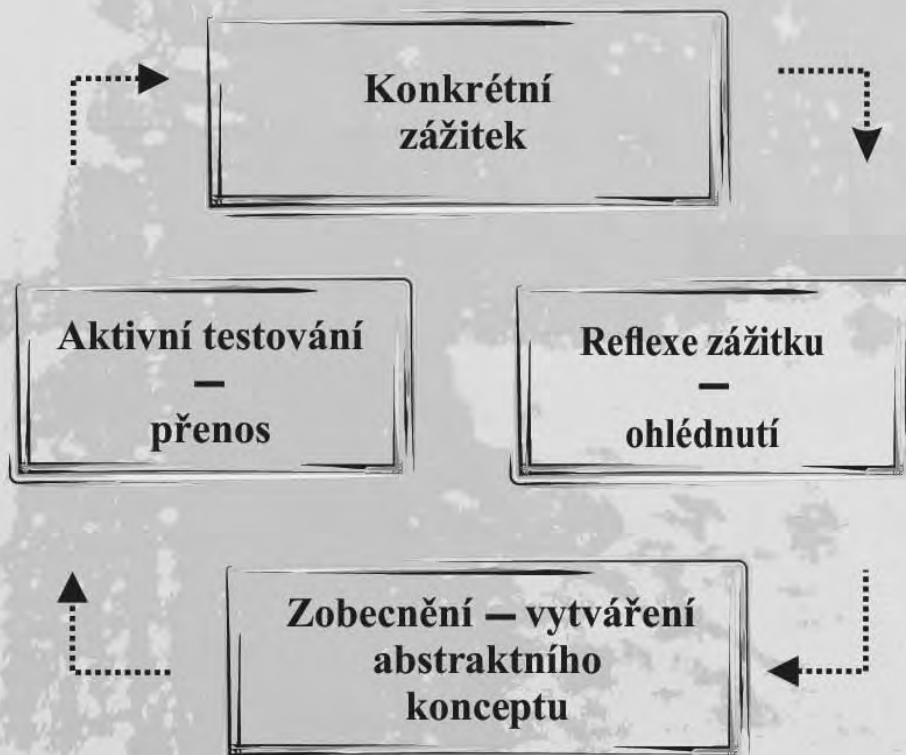 Konkrétní
zážitek
Aktivní testování
–
přenos
Reflexe zážitku
–
ohlédnutí
Zobecnění – vytváření
abstraktního
konceptu